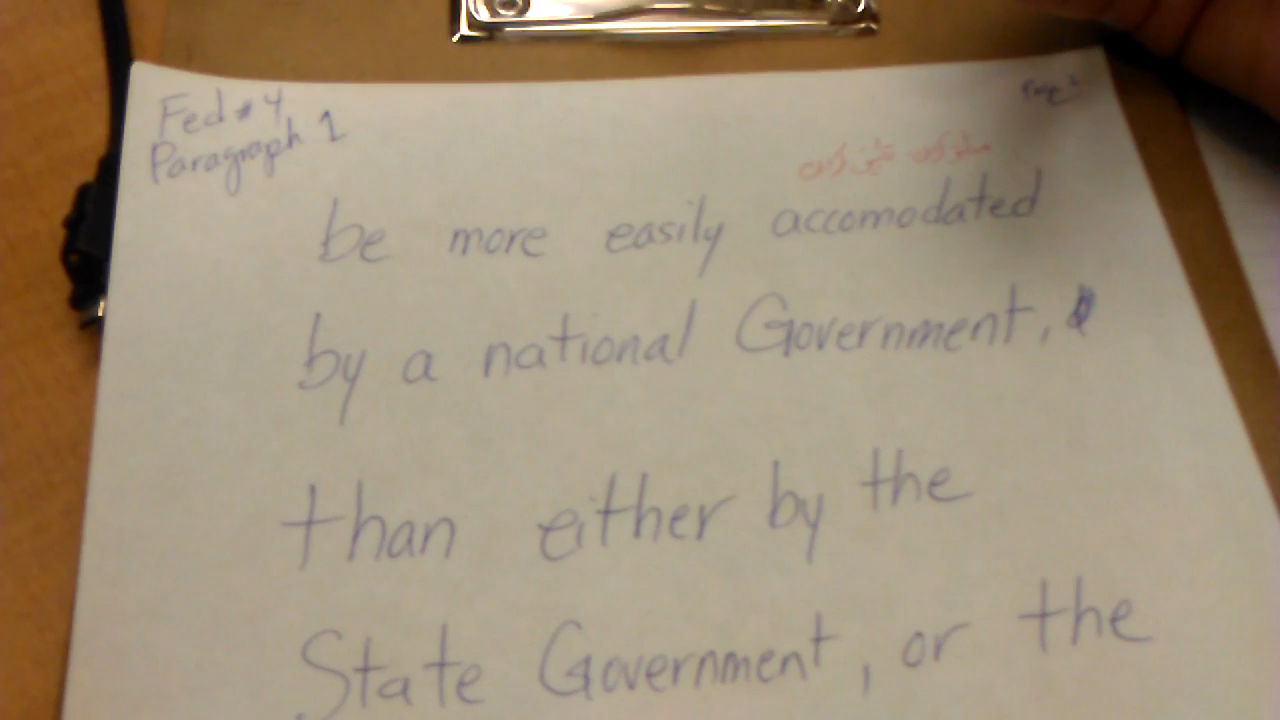 Fed # 4
Paragraph 1
be more easily accomodated
by a national Government,
than either by the
State Government, or the